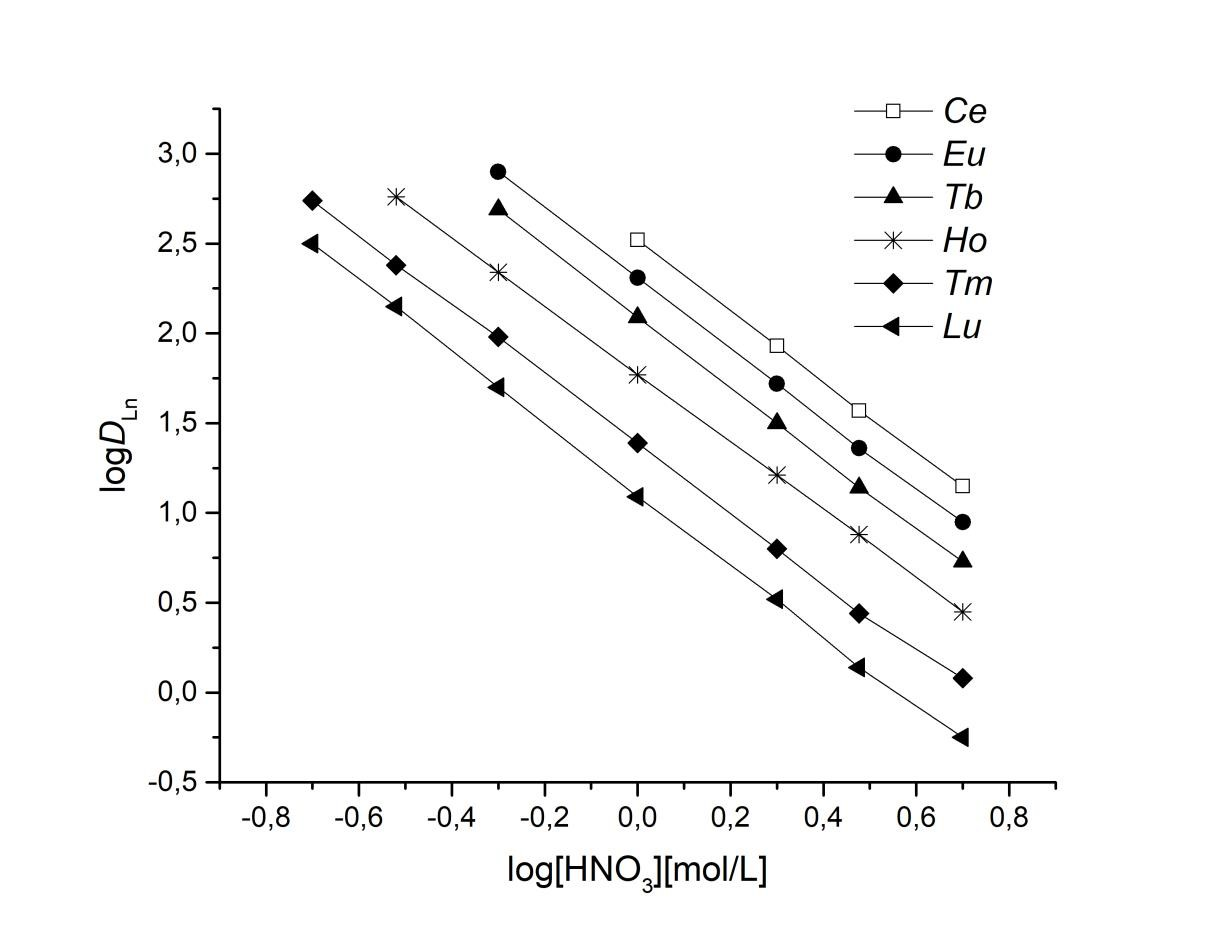 Ce
Eu
Tb
Ho
Tm
Lu
3,0
2,5
2,0
1,5
1,0
0,5
0,0
-0,5
logD_Ln
-0,8 -0,6 -0,4 -0,2 0,0 0,2 0,4 0,6 0,8
log[HNO₃][mol/L]